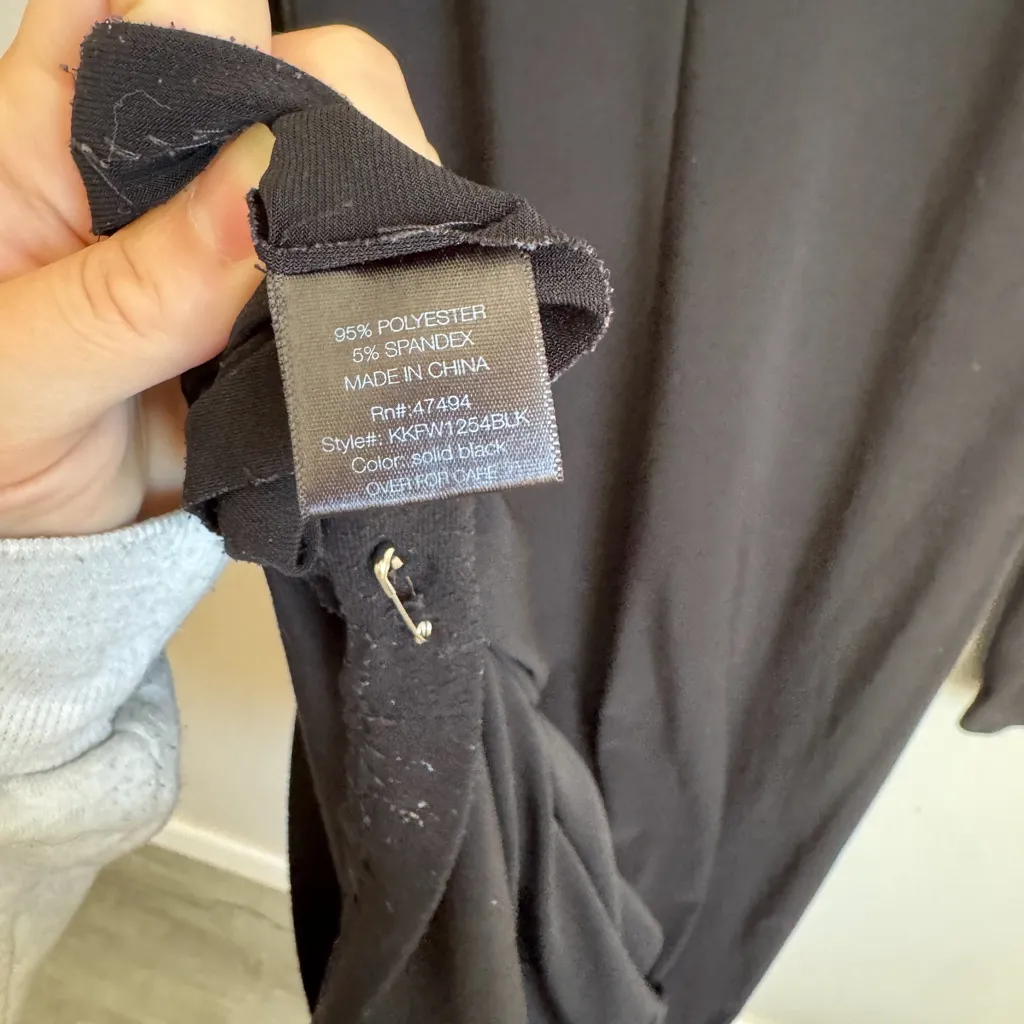 95% POLYESTER
5% SPANDEX
MADE IN CHINA
Rn#:47494
Style#: KKFW1254BLK
Color: solid black
OVER FOR CARE